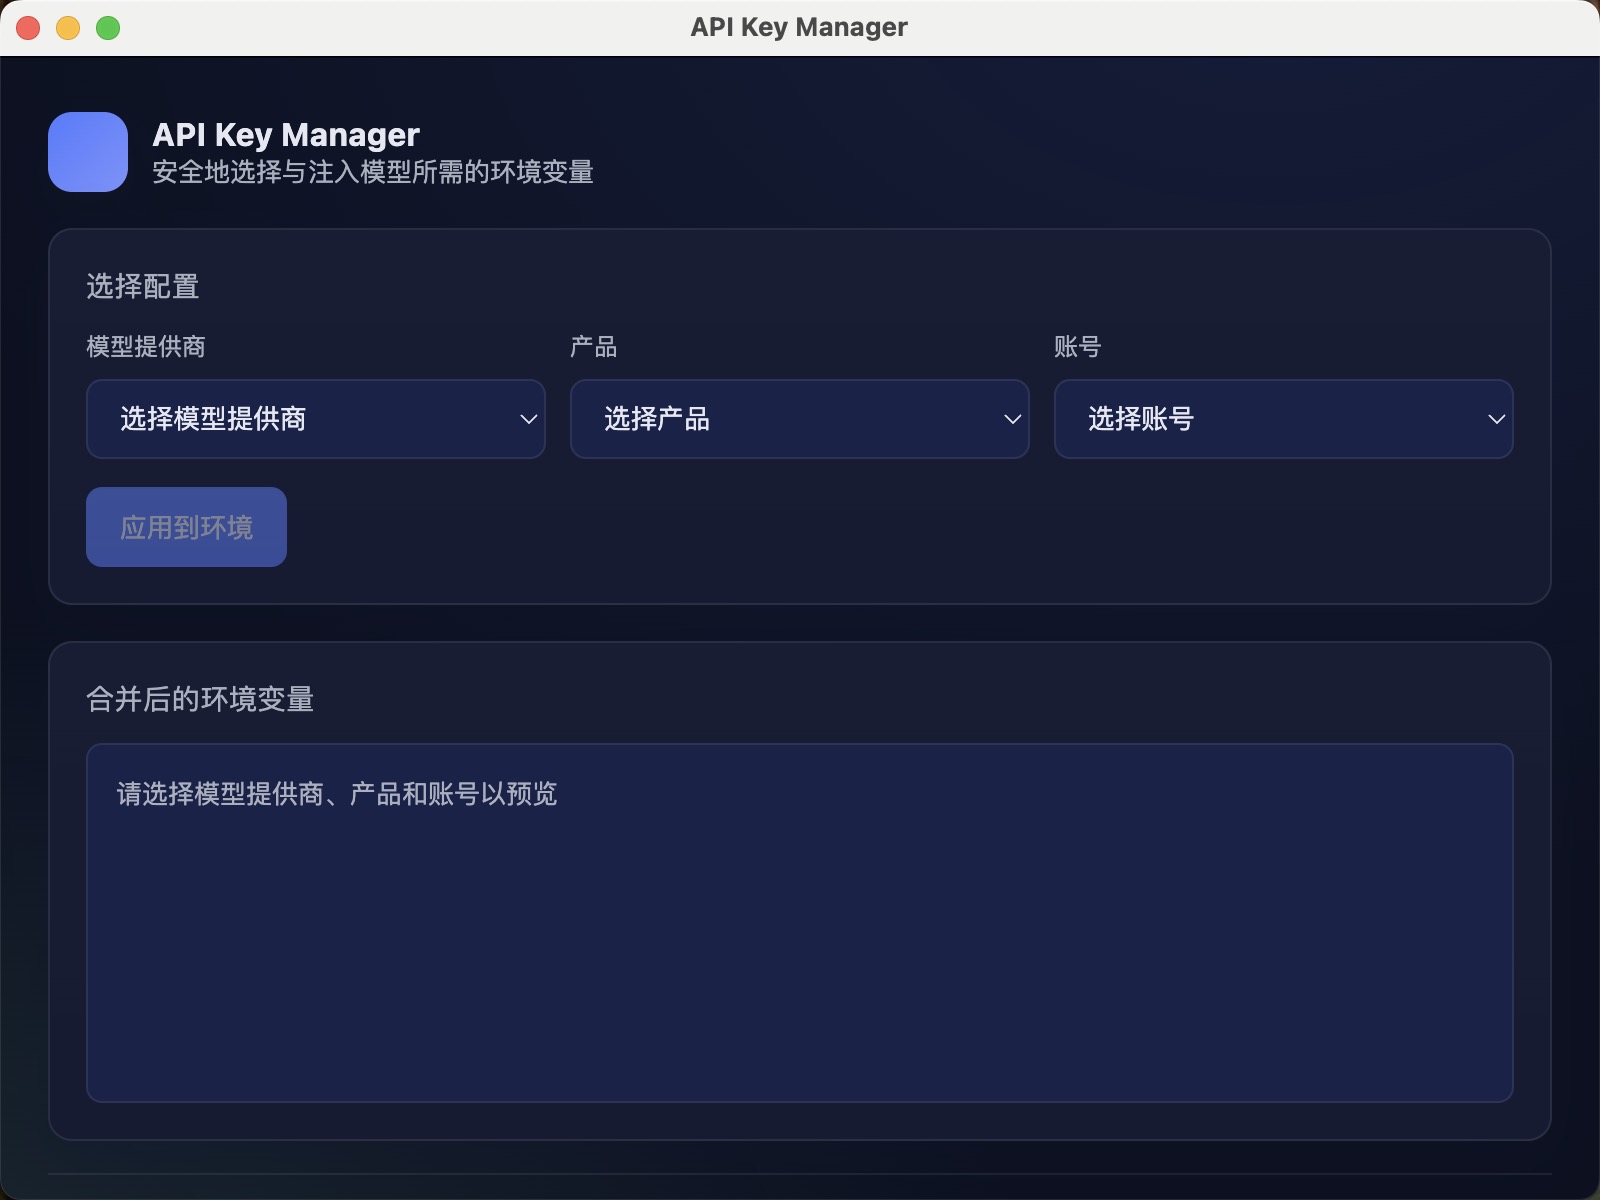 API Key Manager
API Key Manager
安全地选择与注入模型所需的环境变量
选择配置
模型提供商
产品
账号
选择模型提供商
选择产品
选择账号
应用到环境
合并后的环境变量
请选择模型提供商、产品和账号以预览